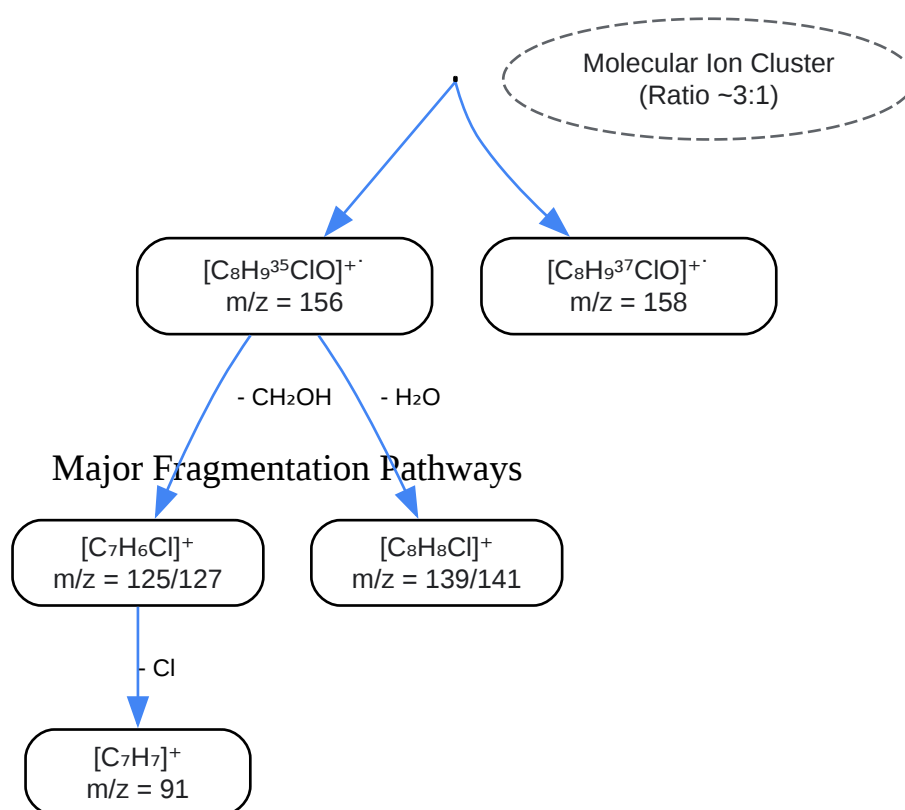 Molecular Ion Cluster
(Ratio ~3:1)
[C₈H₉³⁵ClO]⁺˙
m/z = 156
[C₈H₉³⁷ClO]⁺˙
m/z = 158
- CH₂OH
- H₂O
Major Fragmentation Pathways
[C₇H₆Cl]⁺
m/z = 125/127
[C₈H₈Cl]⁺
m/z = 139/141
- Cl
[C₇H₇]⁺
m/z = 91